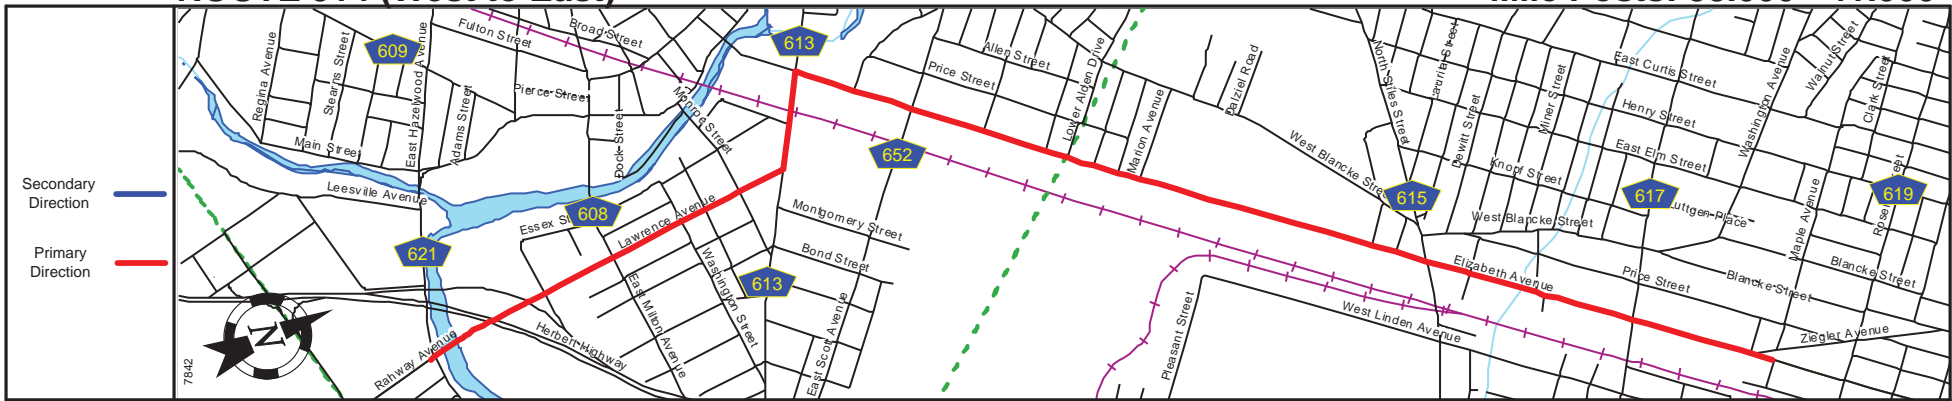 Secondary
Direction
Primary
Direction
7842
Regina Avenue
Stearns Street
609
East Hazelwood Avenue
Fulton Street
Broad Street
Adams Street
Pierce Street
Main Street
Dock Street
Monroe Street
Leesville Avenue
Essex
608
Lawrence Avenue
621
Rahway Avenue
Herbert Highway
East Milton Avenue
Washington Street
613
613
Montgomery Street
Bond Street
East Scott Avenue
652
Price Street
Allen Street
Lower Alden Drive
Marion Avenue
Dalziel Road
West Blancke
North Stiles Street
615
Laurita Street
Dewitt Street
Miner Street
Knopf Street
West Blancke Street
Elizabeth Avenue
West Linden Avenue
Pleasant Street
East Curtis Street
Henry Street
East Elm Street
617
Luttgen Place
Washington Avenue
Walnut Street
Clark Street
619
Maple Avenue
Price Street
Blancke Street
Blancke Street
Ziegler Avenue
N